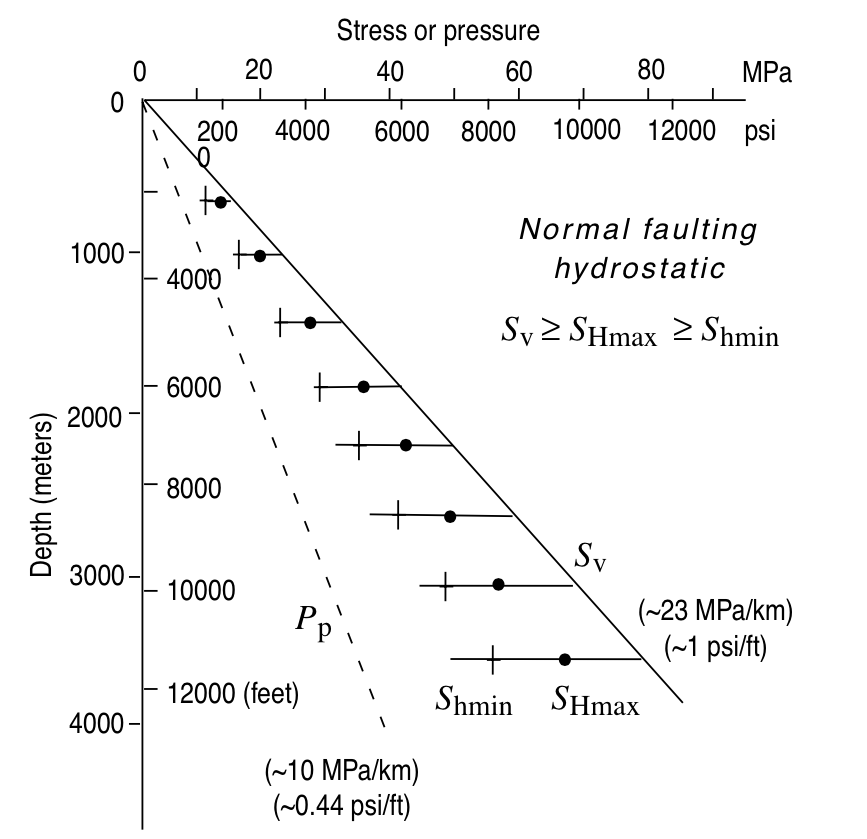 Stress or pressure
0 20 40 60 80 MPa
0
200 4000 6000 8000 10000 12000 psi
0
Normal faulting
hydrostatic
1000
4000
Sv ≥ SHmax ≥ Shmin
6000
2000
8000
Depth (meters)
Sv
3000
10000
(~23 MPa/km)
(~1 psi/ft)
Pp
12000 (feet)
Shmin SHmax
4000
(~10 MPa/km)
(~0.44 psi/ft)